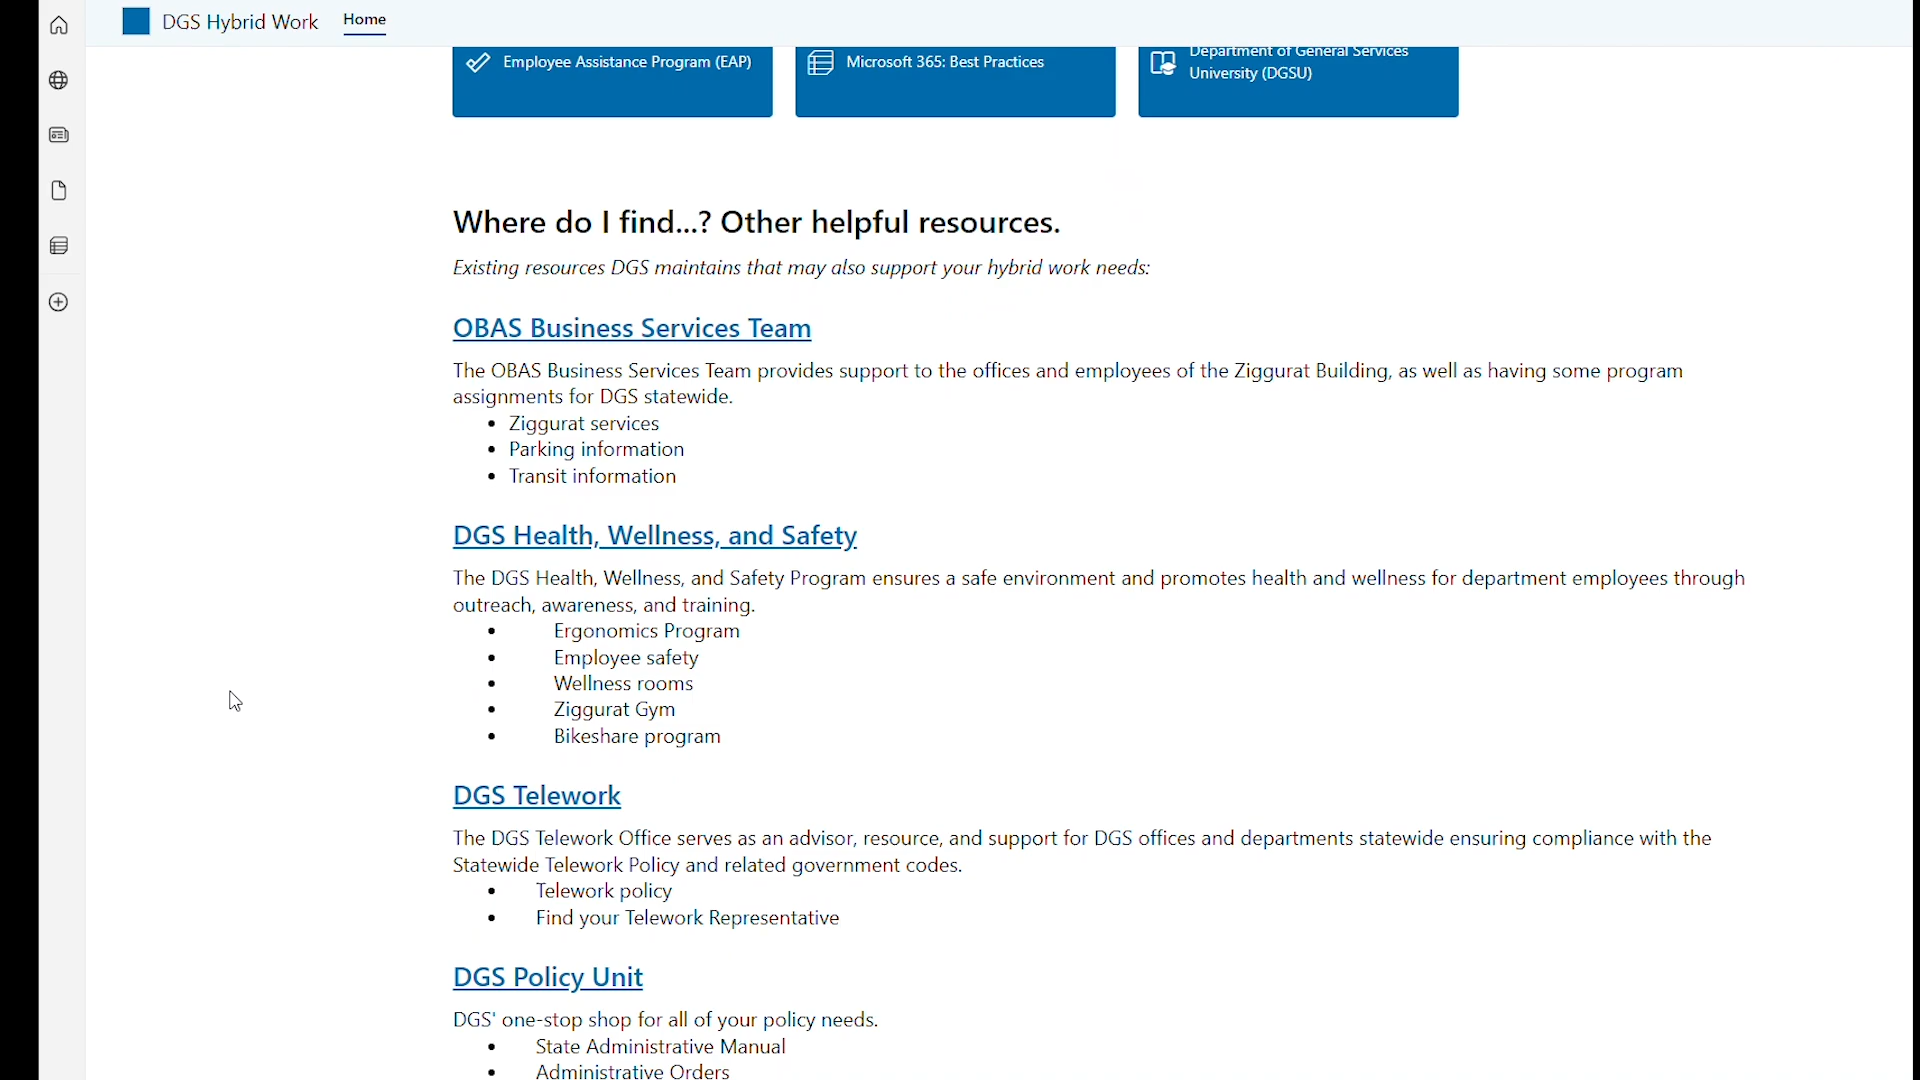 DGS Hybrid Work Home
Employee Assistance Program (EAP)
Microsoft 365: Best Practices
Department of General Services
University (DGSU)
Where do I find...? Other helpful resources.
Existing resources DGS maintains that may also support your hybrid work needs:
OBAS Business Services Team
The OBAS Business Services Team provides support to the offices and employees of the Ziggurat Building, as well as having some program
assignments for DGS statewide.
• Ziggurat services
• Parking information
• Transit information
DGS Health, Wellness, and Safety
The DGS Health, Wellness, and Safety Program ensures a safe environment and promotes health and wellness for department employees through
outreach, awareness, and training.
• Ergonomics Program
• Employee safety
• Wellness rooms
• Ziggurat Gym
• Bikeshare program
DGS Telework
The DGS Telework Office serves as an advisor, resource, and support for DGS offices and departments statewide ensuring compliance with the
Statewide Telework Policy and related government codes.
• Telework policy
• Find your Telework Representative
DGS Policy Unit
DGS' one-stop shop for all of your policy needs.
• State Administrative Manual
• Administrative Orders